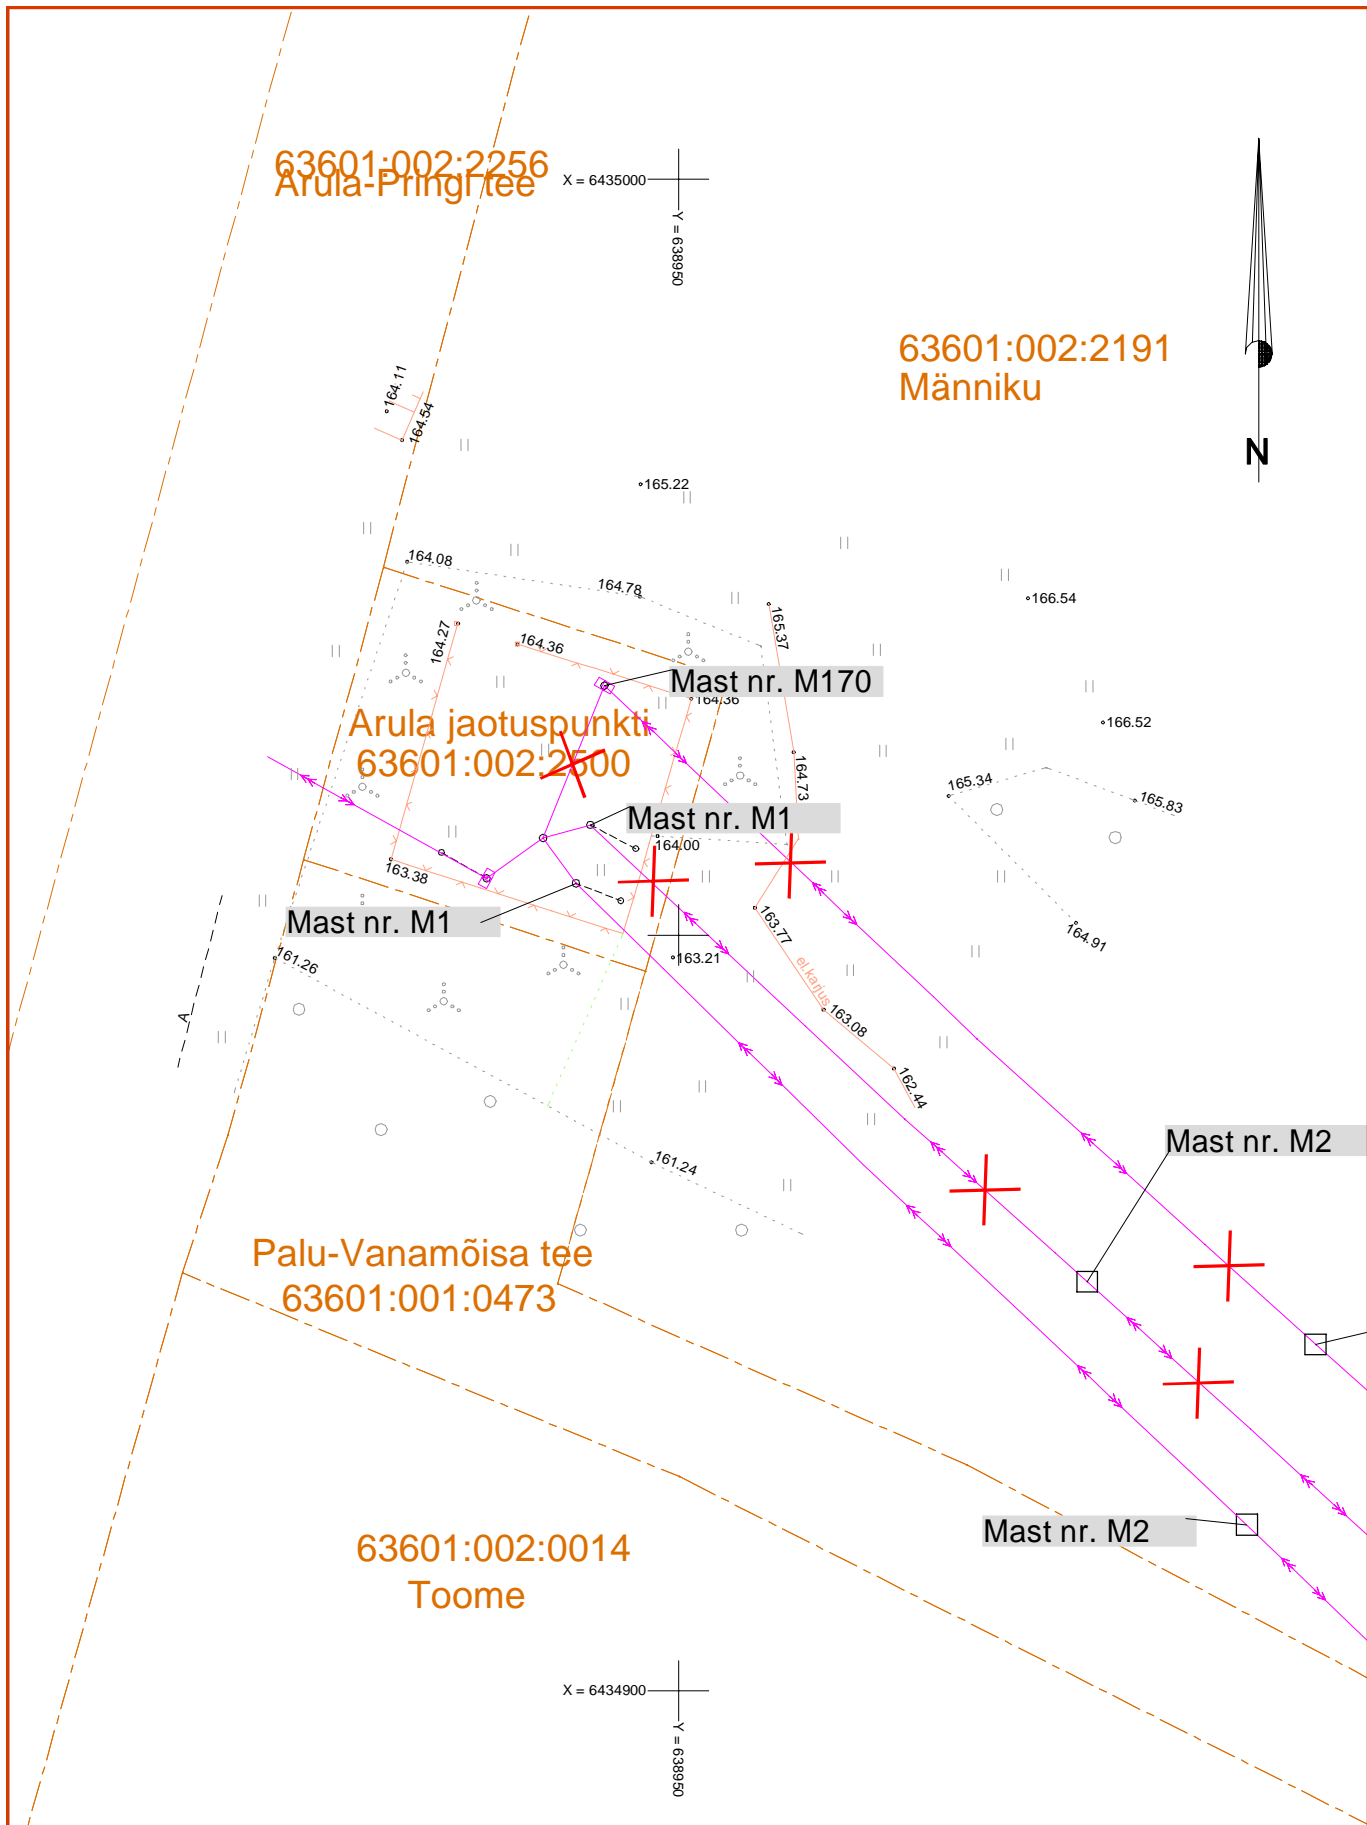 63601:002:2256
Arula-Pringi tee
X = 6435000
Y = 638950
63601:002:2191
Männiku
N
164.11
164.54
165.22
164.08
164.78
166.54
165.37
164.27
164.36
Mast nr. M170
164.36
Arula jaotuspunkti
63601:002:2500
166.52
164.73
165.34
165.83
Mast nr. M1
164.00
163.38
Mast nr. M1
163.77
164.91
161.26
163.21
el.karjus
A
163.08
162.44
Mast nr. M2
161.24
Palu-Vanamõisa tee
63601:001:0473
Mast nr. M2
63601:002:0014
Toome
X = 6434900
Y = 638950